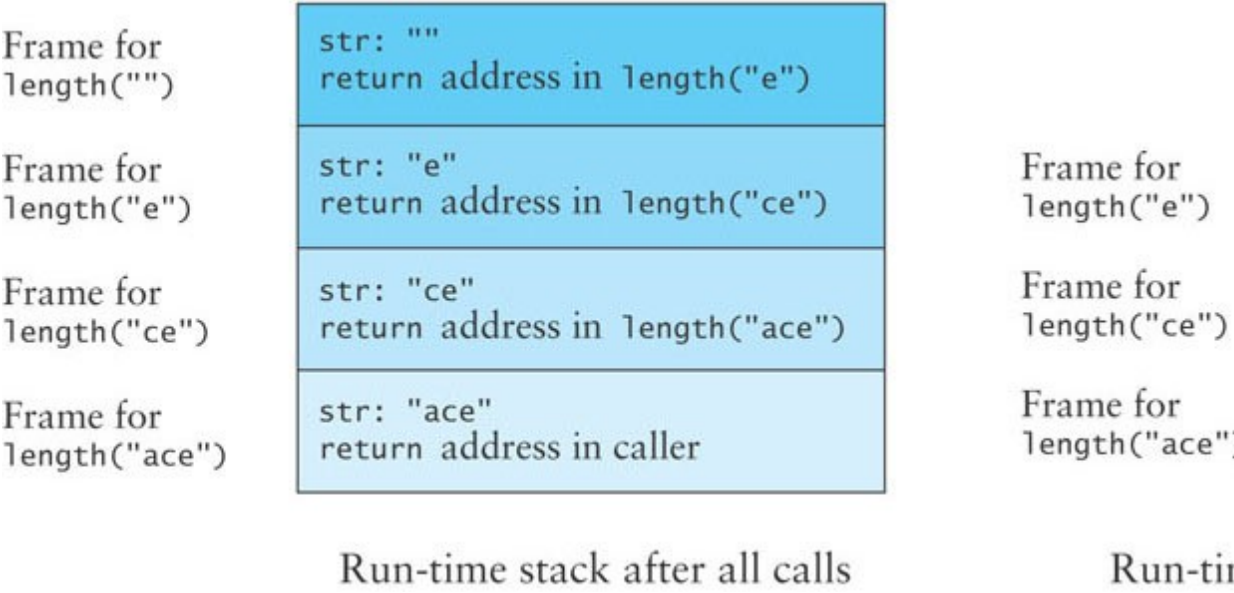 Frame for
length("")
str: ""
return address in length("e")
Frame for
length("e")
str: "e"
return address in length("ce")
Frame for
length("ce")
str: "ce"
return address in length("ace")
Frame for
length("ace")
str: "ace"
return address in caller
Run-time stack after all calls
Frame for
length("e")
Frame for
length("ce")
Frame for
length("ace")